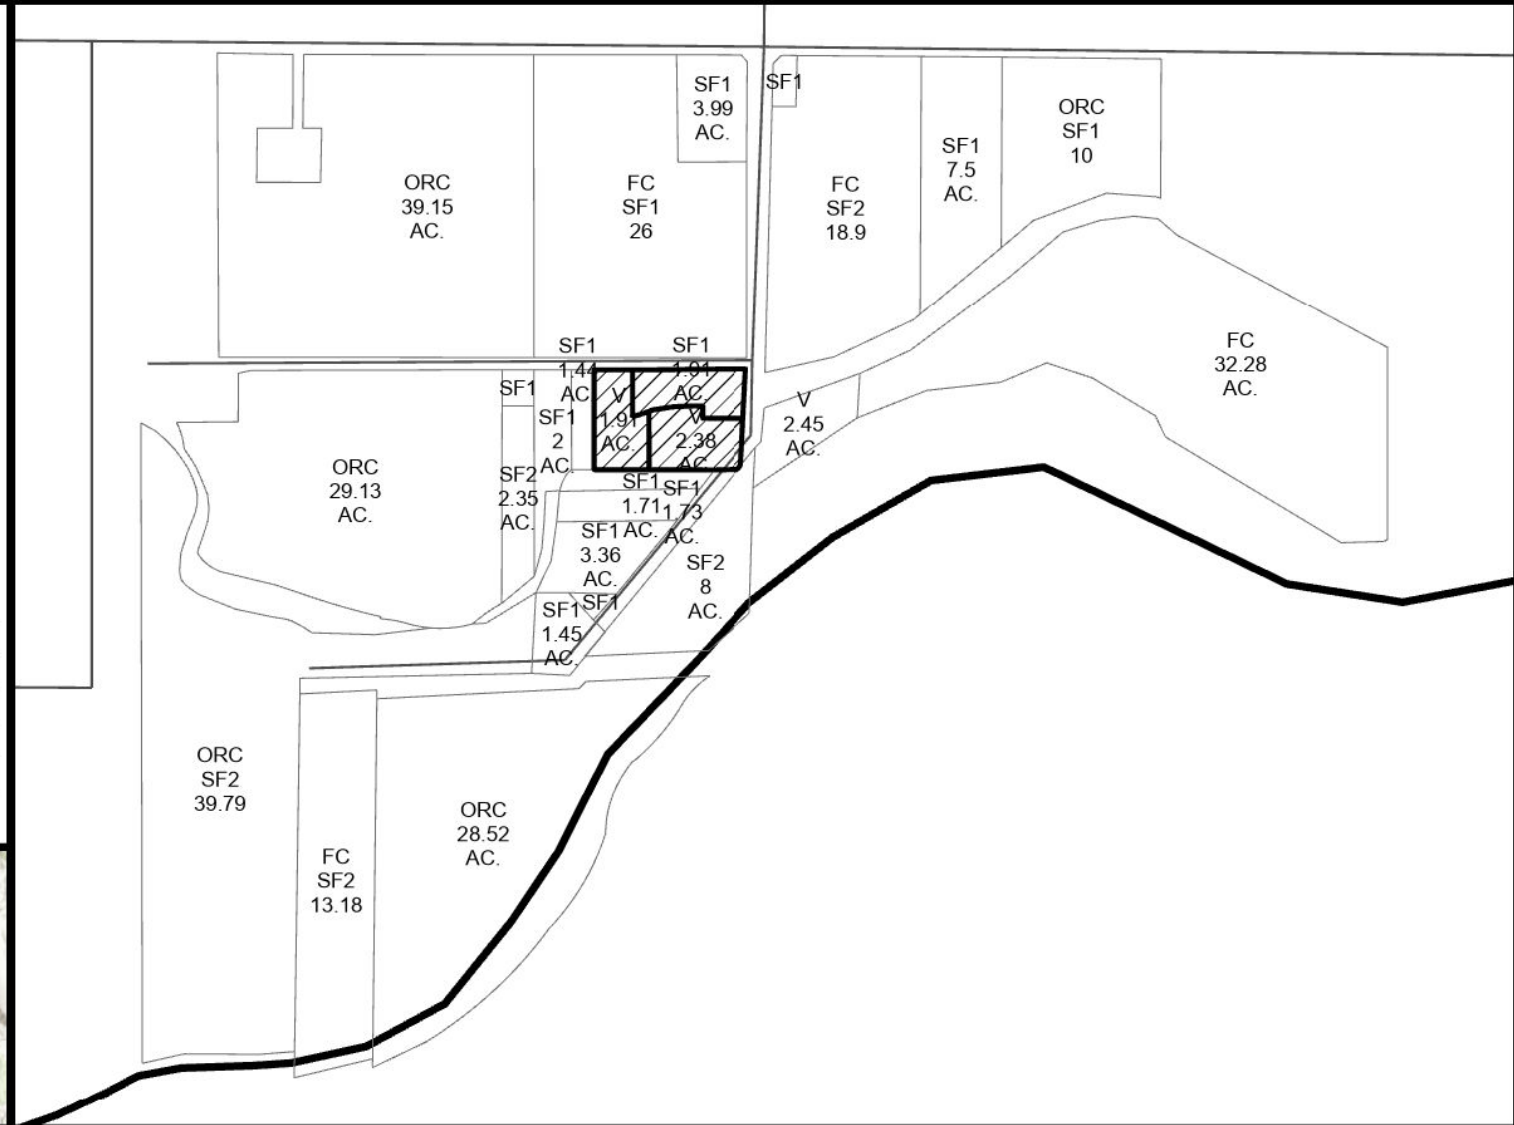 SF1
3.99
AC.
SF1
ORC
SF1
10
SF1
7.5
AC.
ORC
39.15
AC.
FC
SF1
26
FC
SF2
18.9
FC
32.28
AC.
SF1
1.44
AC.
SF1
1.91
AC.
SF1
V
1.91
AC.
V
2.38
AC.
V
2.45
AC.
SF1
2
AC.
ORC
29.13
AC.
SF2
2.35
AC.
SF1
1.71
AC.
SF1
1.73
AC.
SF1
3.36
AC.
SF2
8
AC.
SF1
SF1
1.45
AC.
ORC
SF2
39.79
ORC
28.52
AC.
FC
SF2
13.18